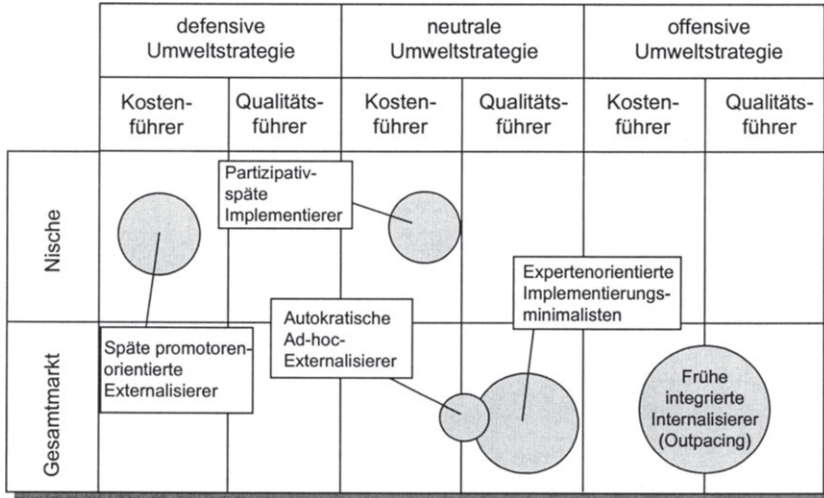 defensive
Umweltstrategie
neutrale
Umweltstrategie
offensive
Umweltstrategie
Kosten-
führer
Qualitäts-
führer
Kosten-
führer
Qualitäts-
führer
Kosten-
führer
Qualitäts-
führer
Nische
Partizipativ-
späte
Implementierer
Expertenorientierte
Implementierungs-
minimalisten
Gesamtmarkt
Späte promotoren-
orientierte
Externalisierer
Autokratische
Ad-hoc-
Externalisierer
Frühe
integrierte
Internalisierer
(Outpacing)